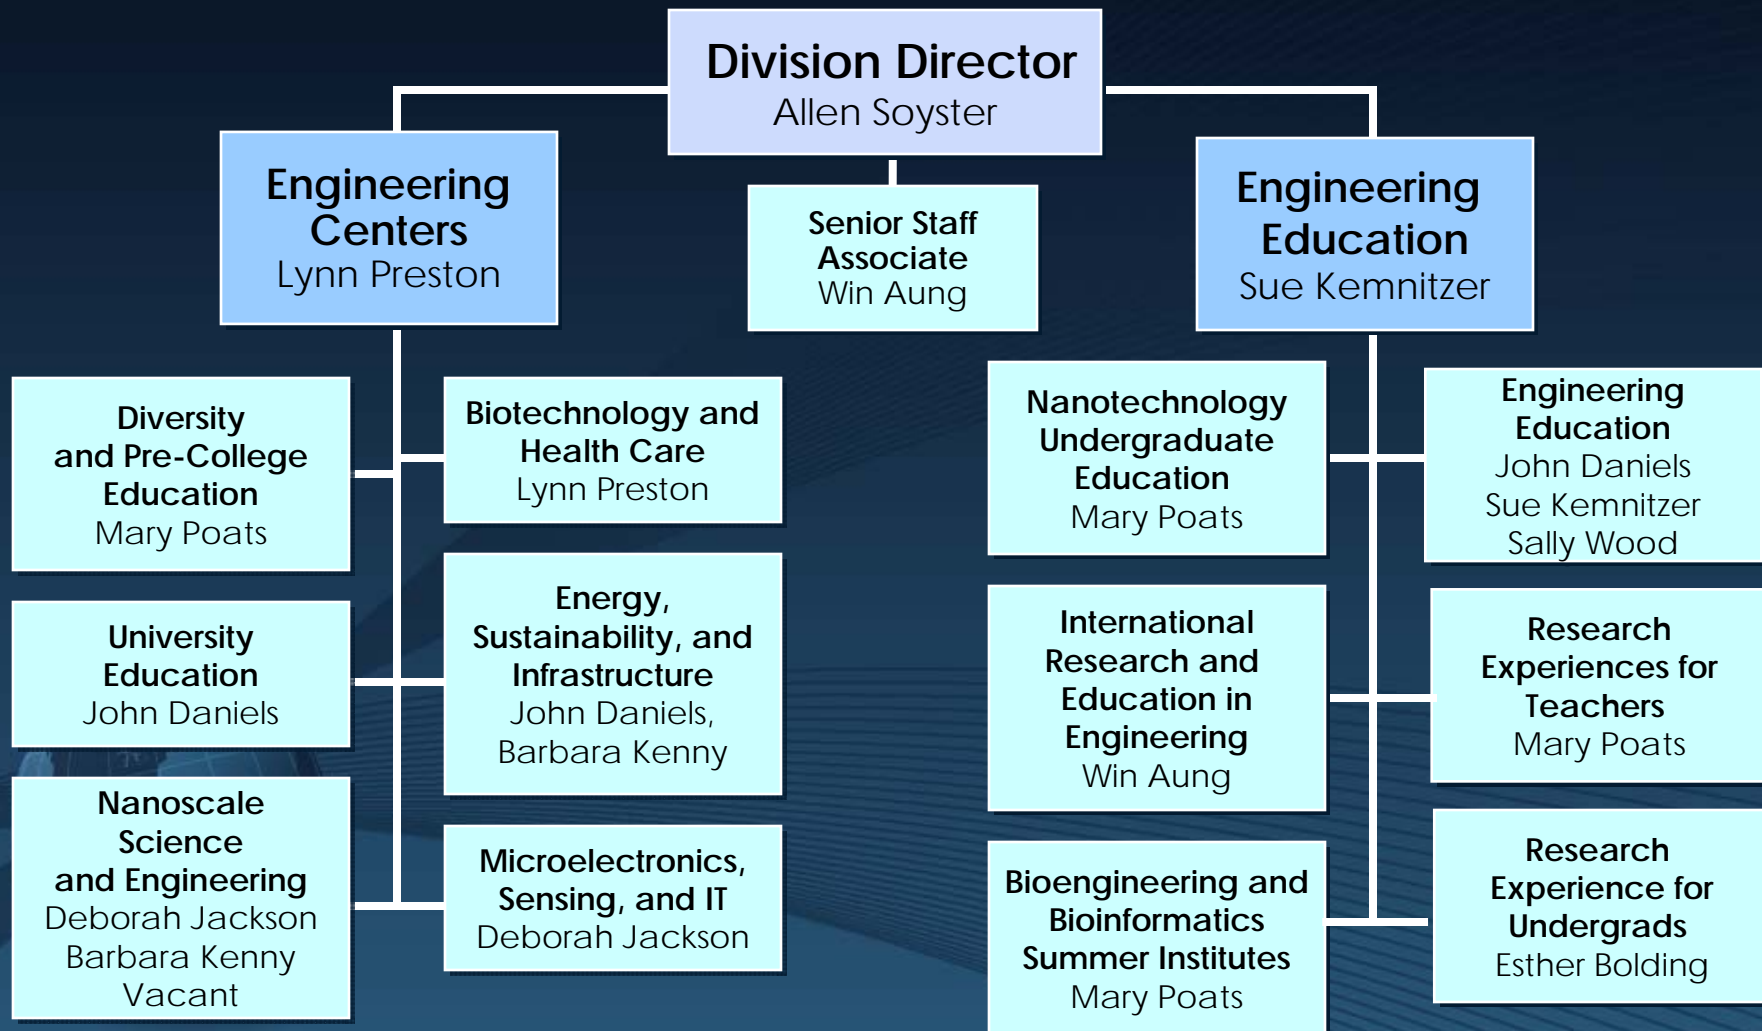 Division Director
Allen Soyster
Engineering
Centers
Lynn Preston
Senior Staff
Associate
Win Aung
Engineering
Education
Sue Kemnitzer
Diversity
and Pre-College
Education
Mary Poats
Biotechnology and
Health Care
Lynn Preston
University
Education
John Daniels
Energy,
Sustainability, and
Infrastructure
John Daniels,
Barbara Kenny
Nanoscale
Science
and Engineering
Deborah Jackson
Barbara Kenny
Vacant
Microelectronics,
Sensing, and IT
Deborah Jackson
Nanotechnology
Undergraduate
Education
Mary Poats
Engineering
Education
John Daniels
Sue Kemnitzer
Sally Wood
International
Research and
Education in
Engineering
Win Aung
Research
Experiences for
Teachers
Mary Poats
Bioengineering and
Bioinformatics
Summer Institutes
Mary Poats
Research
Experience for
Undergrads
Esther Bolding